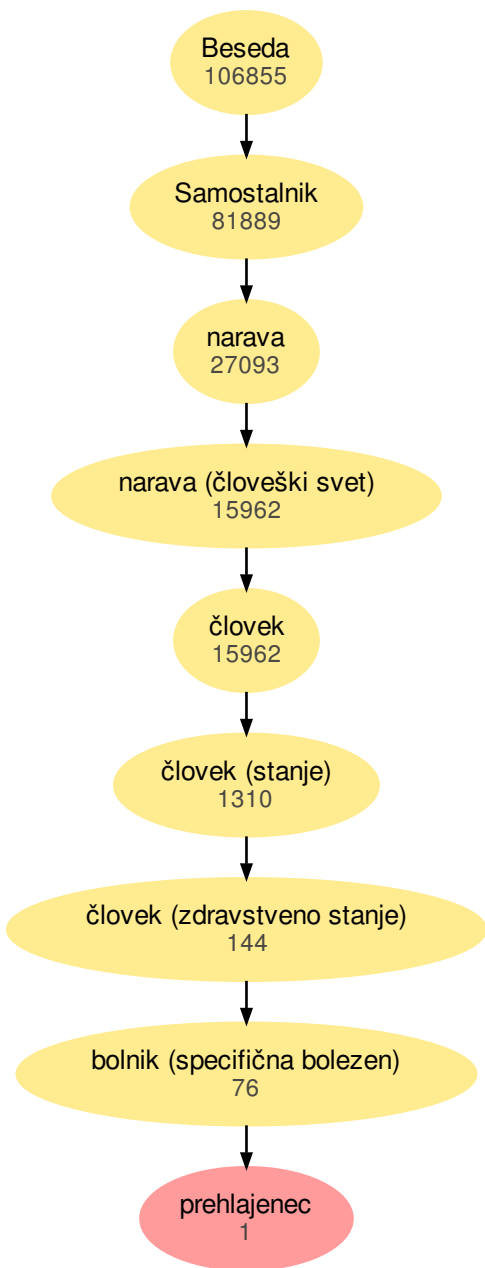 Beseda
106855
Samostalnik
81889
narava
27093
narava (človeški svet)
15962
človek
15962
človek (stanje)
1310
človek (zdravstveno stanje)
144
bolnik (specifična bolezen)
76
prehlajenec
1